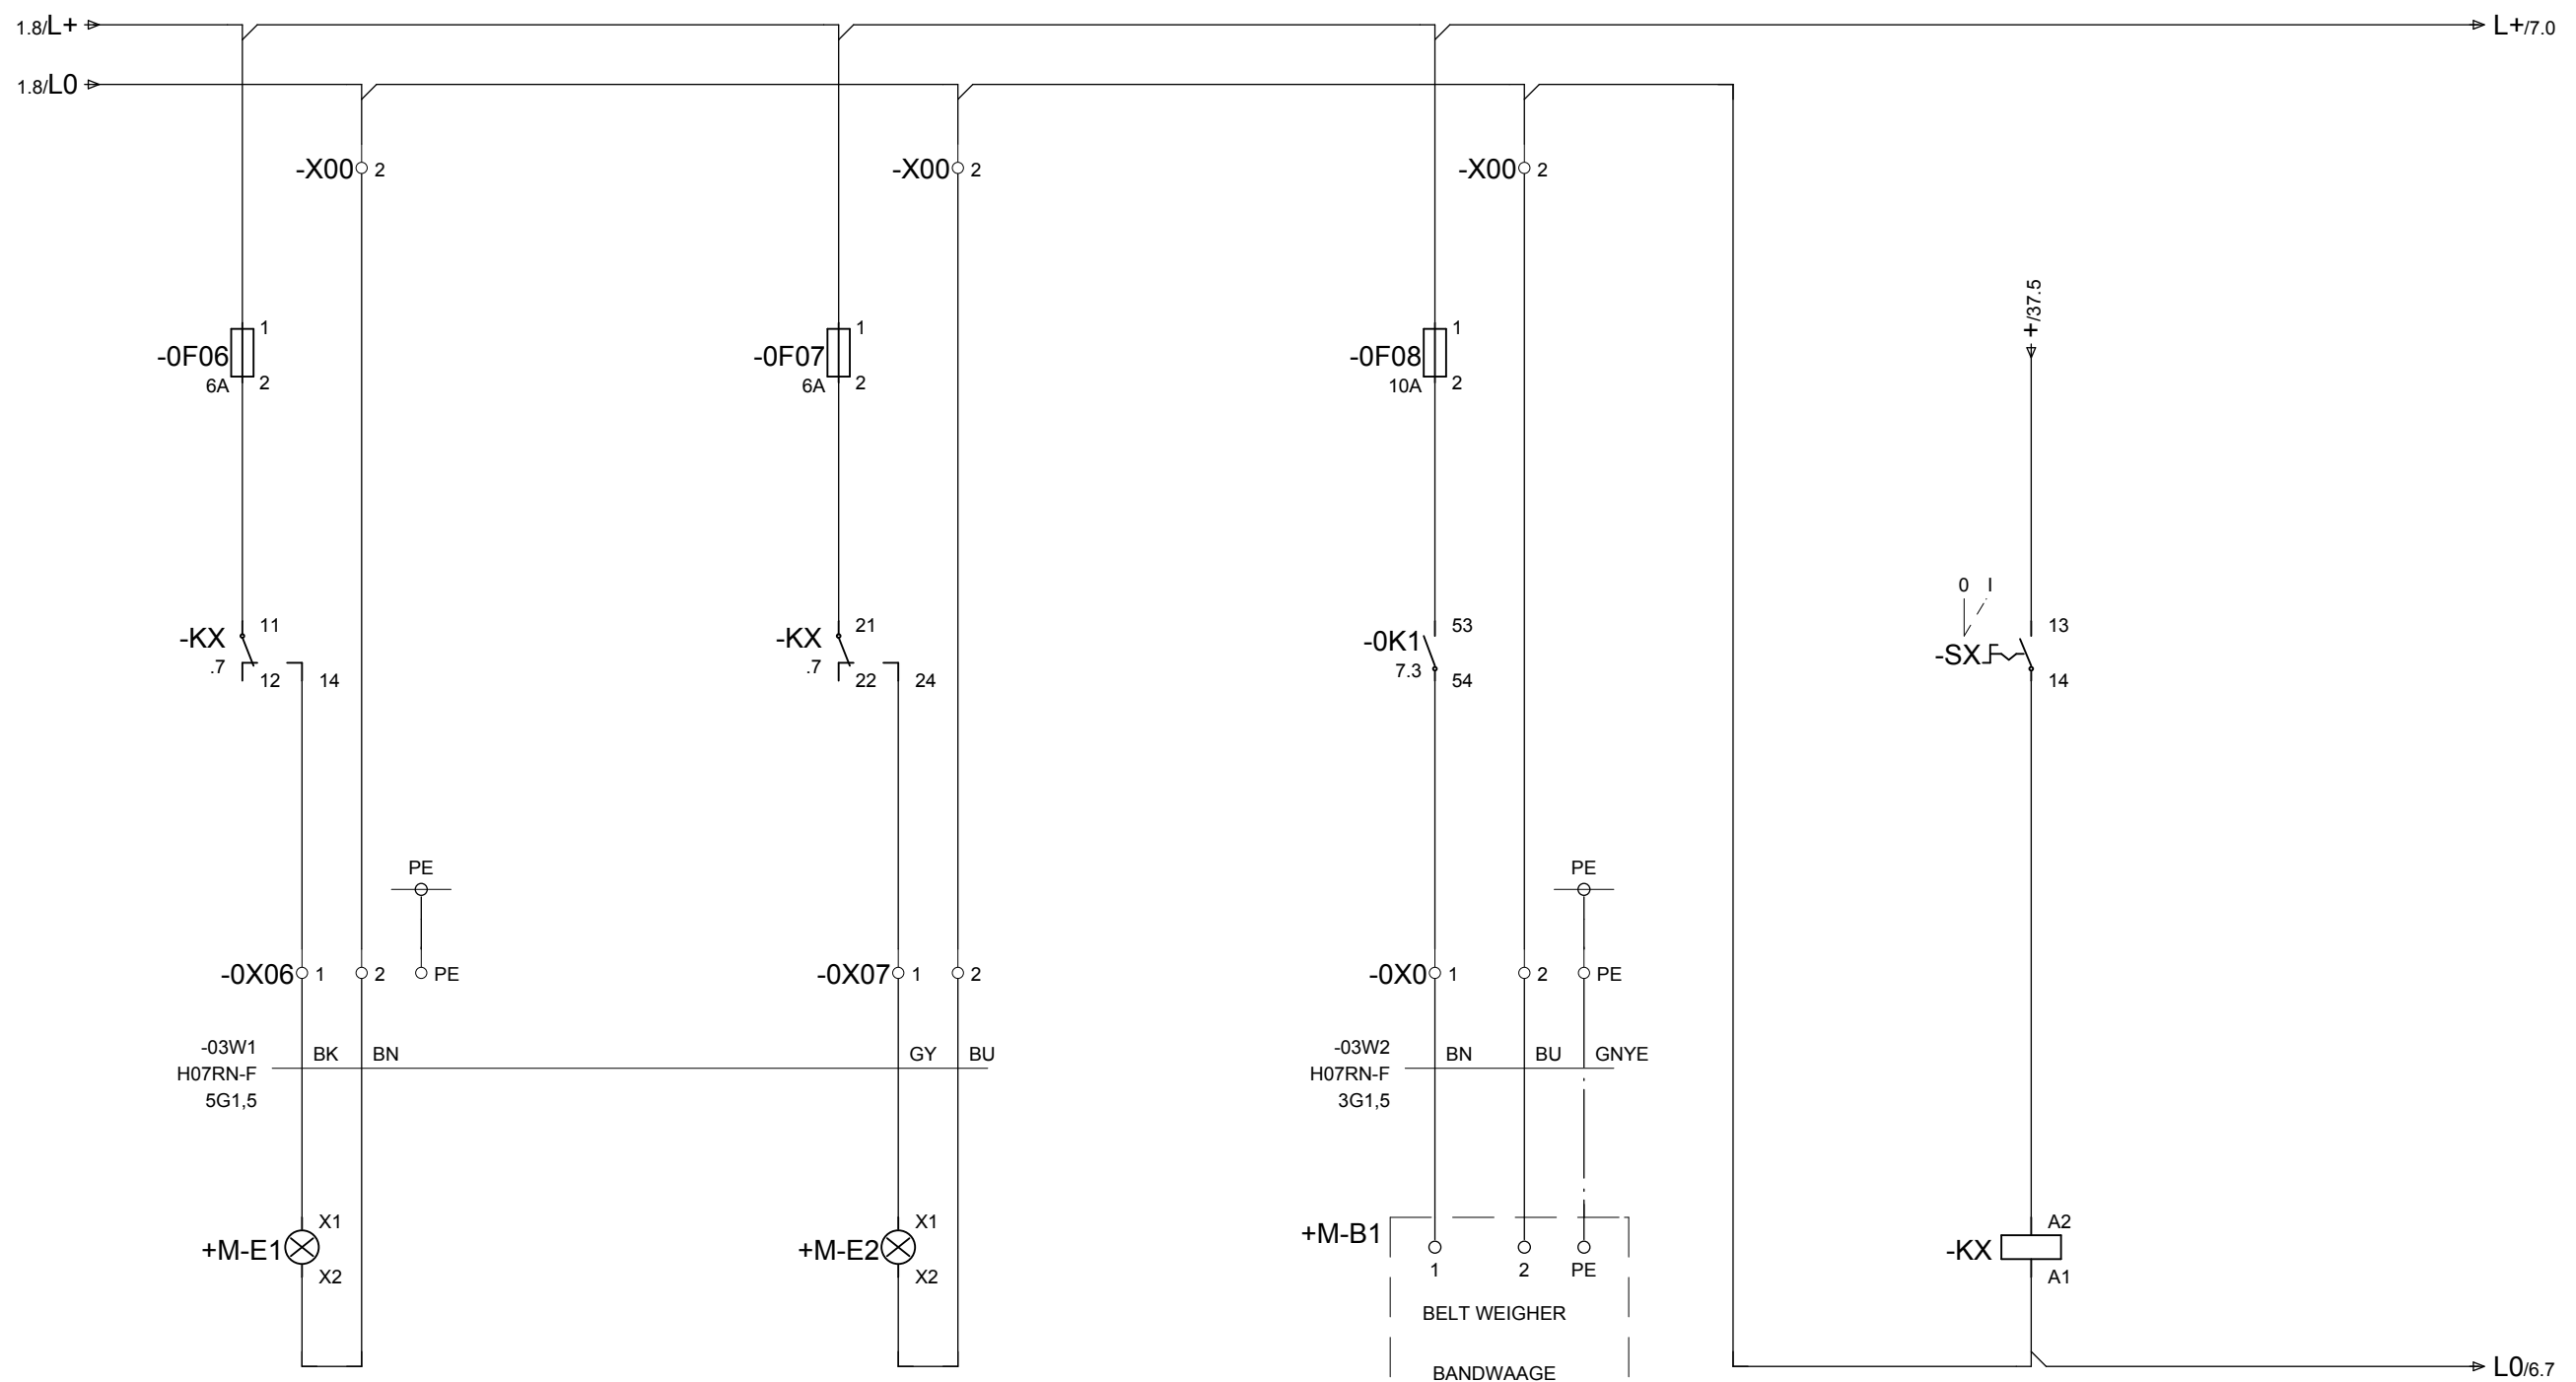 1.8/L+
L+/7.0
1.8/L0
-X00 2
-X00 2
-X00 2
+/37.5
1
-0F06
6A 2
1
-0F07
6A 2
1
-0F08
10A 2
0 I
-KX 11
.7 12 14
-KX 21
.7 22 24
-0K1 53
7.3 54
-SX 13
14
PE
PE
-0X06 1 2 PE
-0X07 1 2
-0X0 1 2 PE
-03W1 BK BN GY BU
H07RN-F
5G1,5
-03W2 BN BU GNYE
H07RN-F
3G1,5
X1
+M-E1
X2
X1
+M-E2
X2
+M-B1
1 2 PE
BELT WEIGHER
BANDWAAGE
A2
-KX
A1
L0/6.7